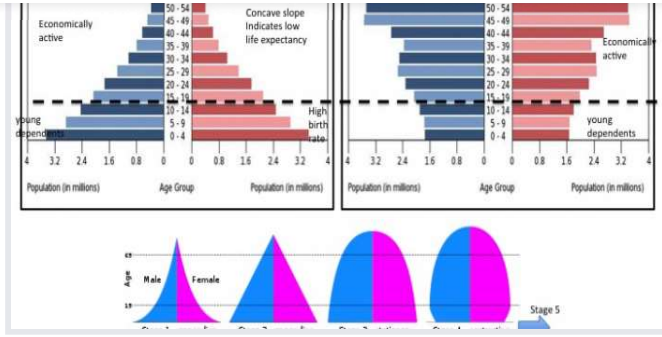 50 - 54
45 - 49
40 - 44
35 - 39
30 - 34
25 - 29
20 - 24
15 - 19
10 - 14
5 - 9
0 - 4
Economically
active
Concave slope
Indicates low
life expectancy
young
dependents
High
birth
rate
4 3.2 2.4 1.6 0.8 0 0 0.8 1.6 2.4 3.2 4
Population (in millions) Age Group Population (in millions)
50 - 54
45 - 49
40 - 44
35 - 39
30 - 34
25 - 29
20 - 24
15 - 19
10 - 14
5 - 9
0 - 4
Economically
active
young
dependents
4 3.2 2.4 1.6 0.8 0 0 0.8 1.6 2.4 3.2 4
Population (in millions) Age Group Population (in millions)
Age
Male Female
15
Stage 5